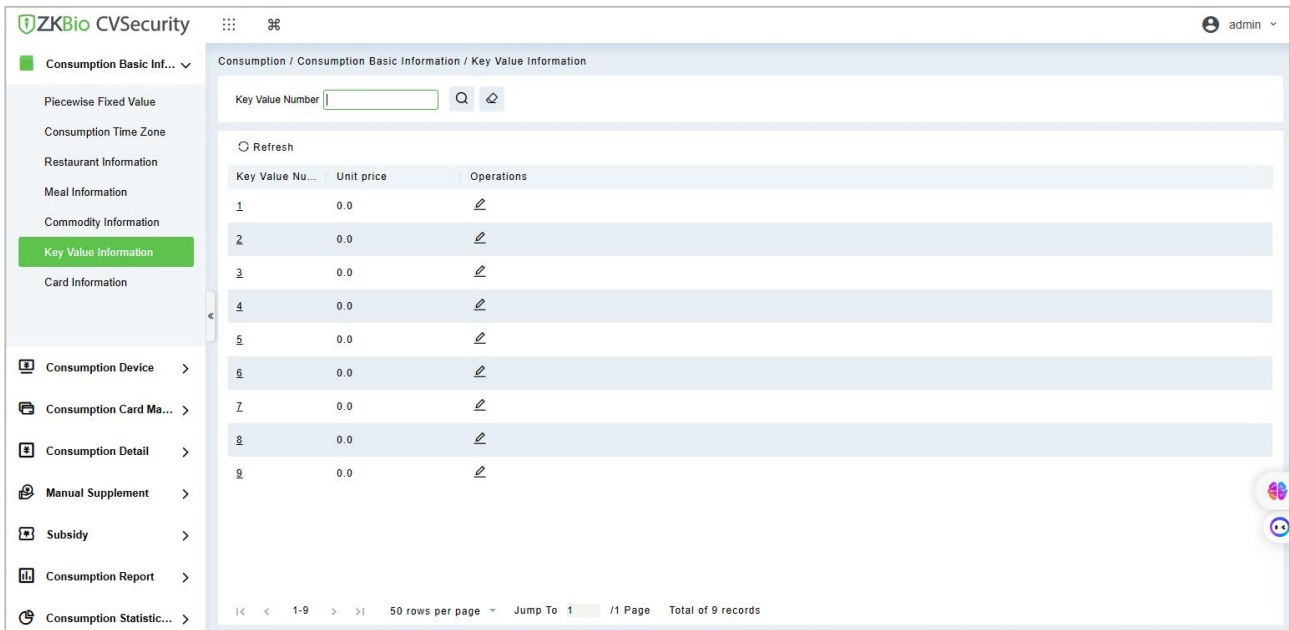 ZKBio CVSecurity
admin
Consumption Basic Inf...
Piecewise Fixed Value
Consumption Time Zone
Restaurant Information
Meal Information
Commodity Information
Key Value Information
Card Information
Consumption Device
Consumption Card Ma...
Consumption Detail
Manual Supplement
Subsidy
Consumption Report
Consumption Statistic...
Consumption / Consumption Basic Information / Key Value Information
Key Value Number
Refresh
Key Value Nu... Unit price Operations
1 0.0
2 0.0
3 0.0
4 0.0
5 0.0
6 0.0
7 0.0
8 0.0
9 0.0
1-9 50 rows per page Jump To 1 /1 Page Total of 9 records